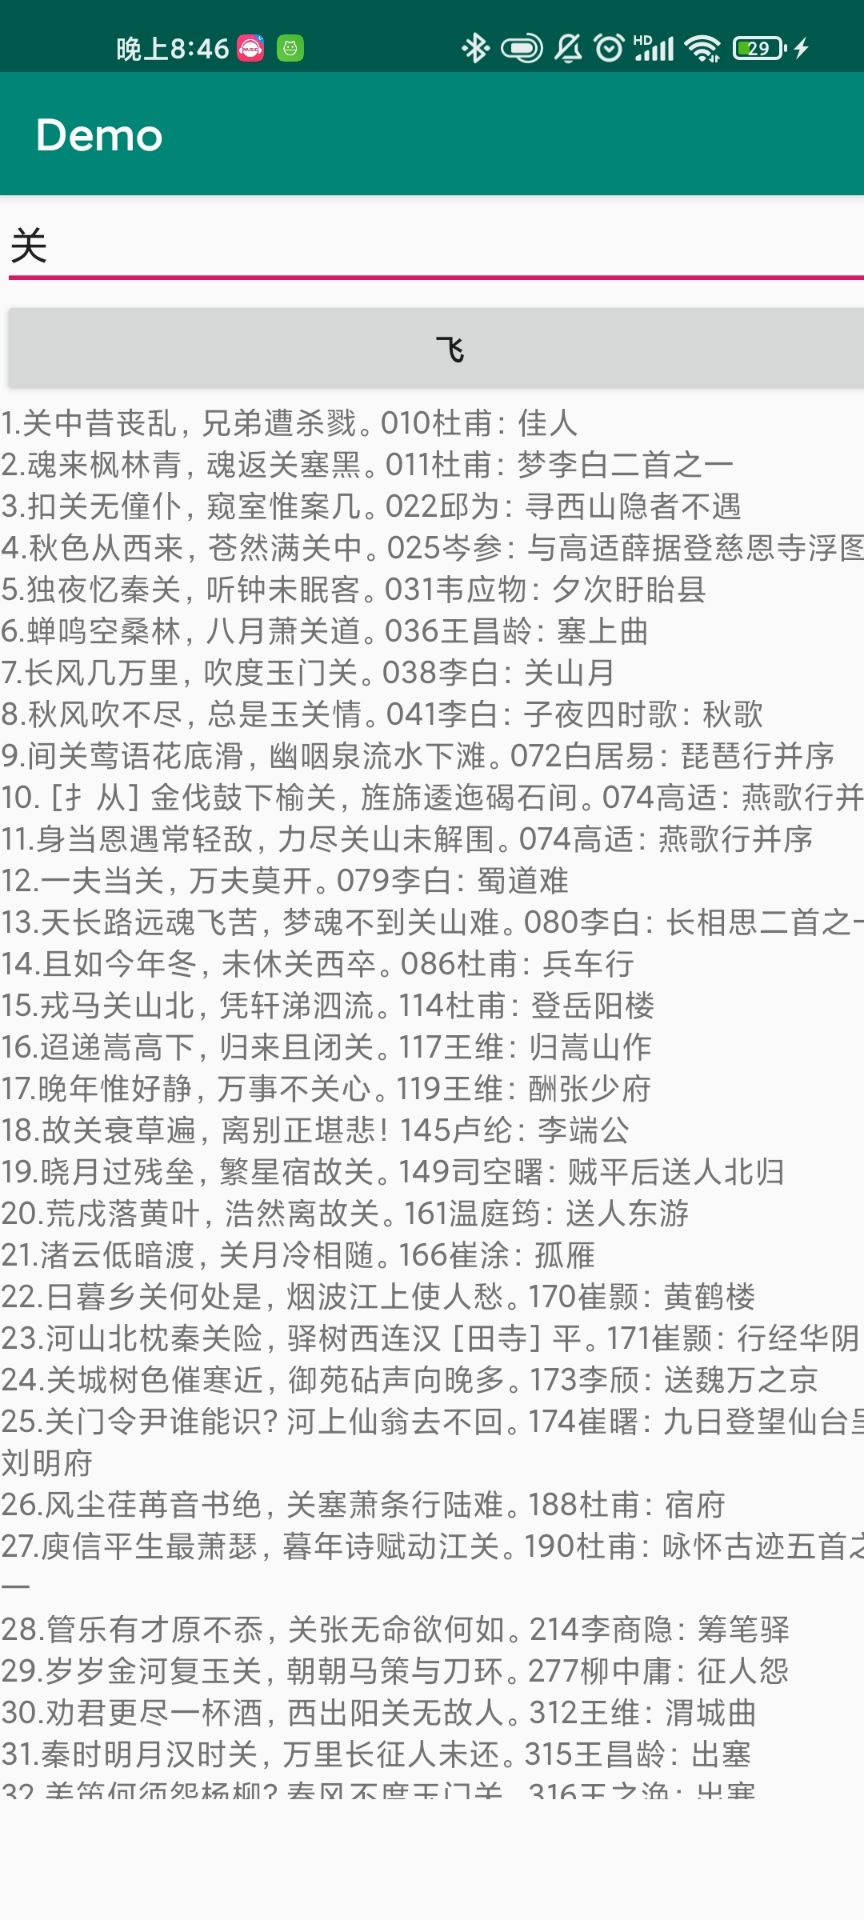 晚上8:46
HD
29
Demo
关
飞
1.关中昔丧乱，兄弟遭杀戮。010杜甫：佳人
2.魂来枫林青，魂返关塞黑。011杜甫：梦李白二首之一
3.扣关无僮仆，窥室惟案几。022邱为：寻西山隐者不遇
4.秋色从西来，苍然满关中。025岑参：与高适薛据登慈恩寺浮图
5.独夜忆秦关，听钟未眠客。031韦应物：夕次盱眙县
6.蝉鸣空桑林，八月萧关道。036王昌龄：塞上曲
7.长风几万里，吹度玉门关。038李白：关山月
8.秋风吹不尽，总是玉关情。041李白：子夜四时歌：秋歌
9.间关莺语花底滑，幽咽泉流水下滩。072白居易：琵琶行并序
10.［扌从］金伐鼓下榆关，旌旆逶迤碣石间。074高适：燕歌行并
11.身当恩遇常轻敌，力尽关山未解围。074高适：燕歌行并序
12.一夫当关，万夫莫开。079李白：蜀道难
13.天长路远魂飞苦，梦魂不到关山难。080李白：长相思二首之一
14.且如今年冬，未休关西卒。086杜甫：兵车行
15.戎马关山北，凭轩涕泗流。114杜甫：登岳阳楼
16.迢递嵩高下，归来且闭关。117王维：归嵩山作
17.晚年惟好静，万事不关心。119王维：酬张少府
18.故关衰草遍，离别正堪悲！145卢纶：李端公
19.晓月过残垒，繁星宿故关。149司空曙：贼平后送人北归
20.荒戍落黄叶，浩然离故关。161温庭筠：送人东游
21.渚云低暗渡，关月冷相随。166崔涂：孤雁
22.日暮乡关何处是，烟波江上使人愁。170崔颢：黄鹤楼
23.河山北枕秦关险，驿树西连汉［田寺］平。171崔颢：行经华阴
24.关城树色催寒近，御苑砧声向晚多。173李颀：送魏万之京
25.关门令尹谁能识？河上仙翁去不回。174崔曙：九日登望仙台呈
刘明府
26.风尘荏苒音书绝，关塞萧条行陆难。188杜甫：宿府
27.庾信平生最萧瑟，暮年诗赋动江关。190杜甫：咏怀古迹五首之
一
28.管乐有才原不忝，关张无命欲何如。214李商隐：筹笔驿
29.岁岁金河复玉关，朝朝马策与刀环。277柳中庸：征人怨
30.劝君更尽一杯酒，西出阳关无故人。312王维：渭城曲
31.秦时明月汉时关，万里长征人未还。315王昌龄：出塞
32.羌笛何须怨杨柳？春风不度玉门关。316王之涣：出塞